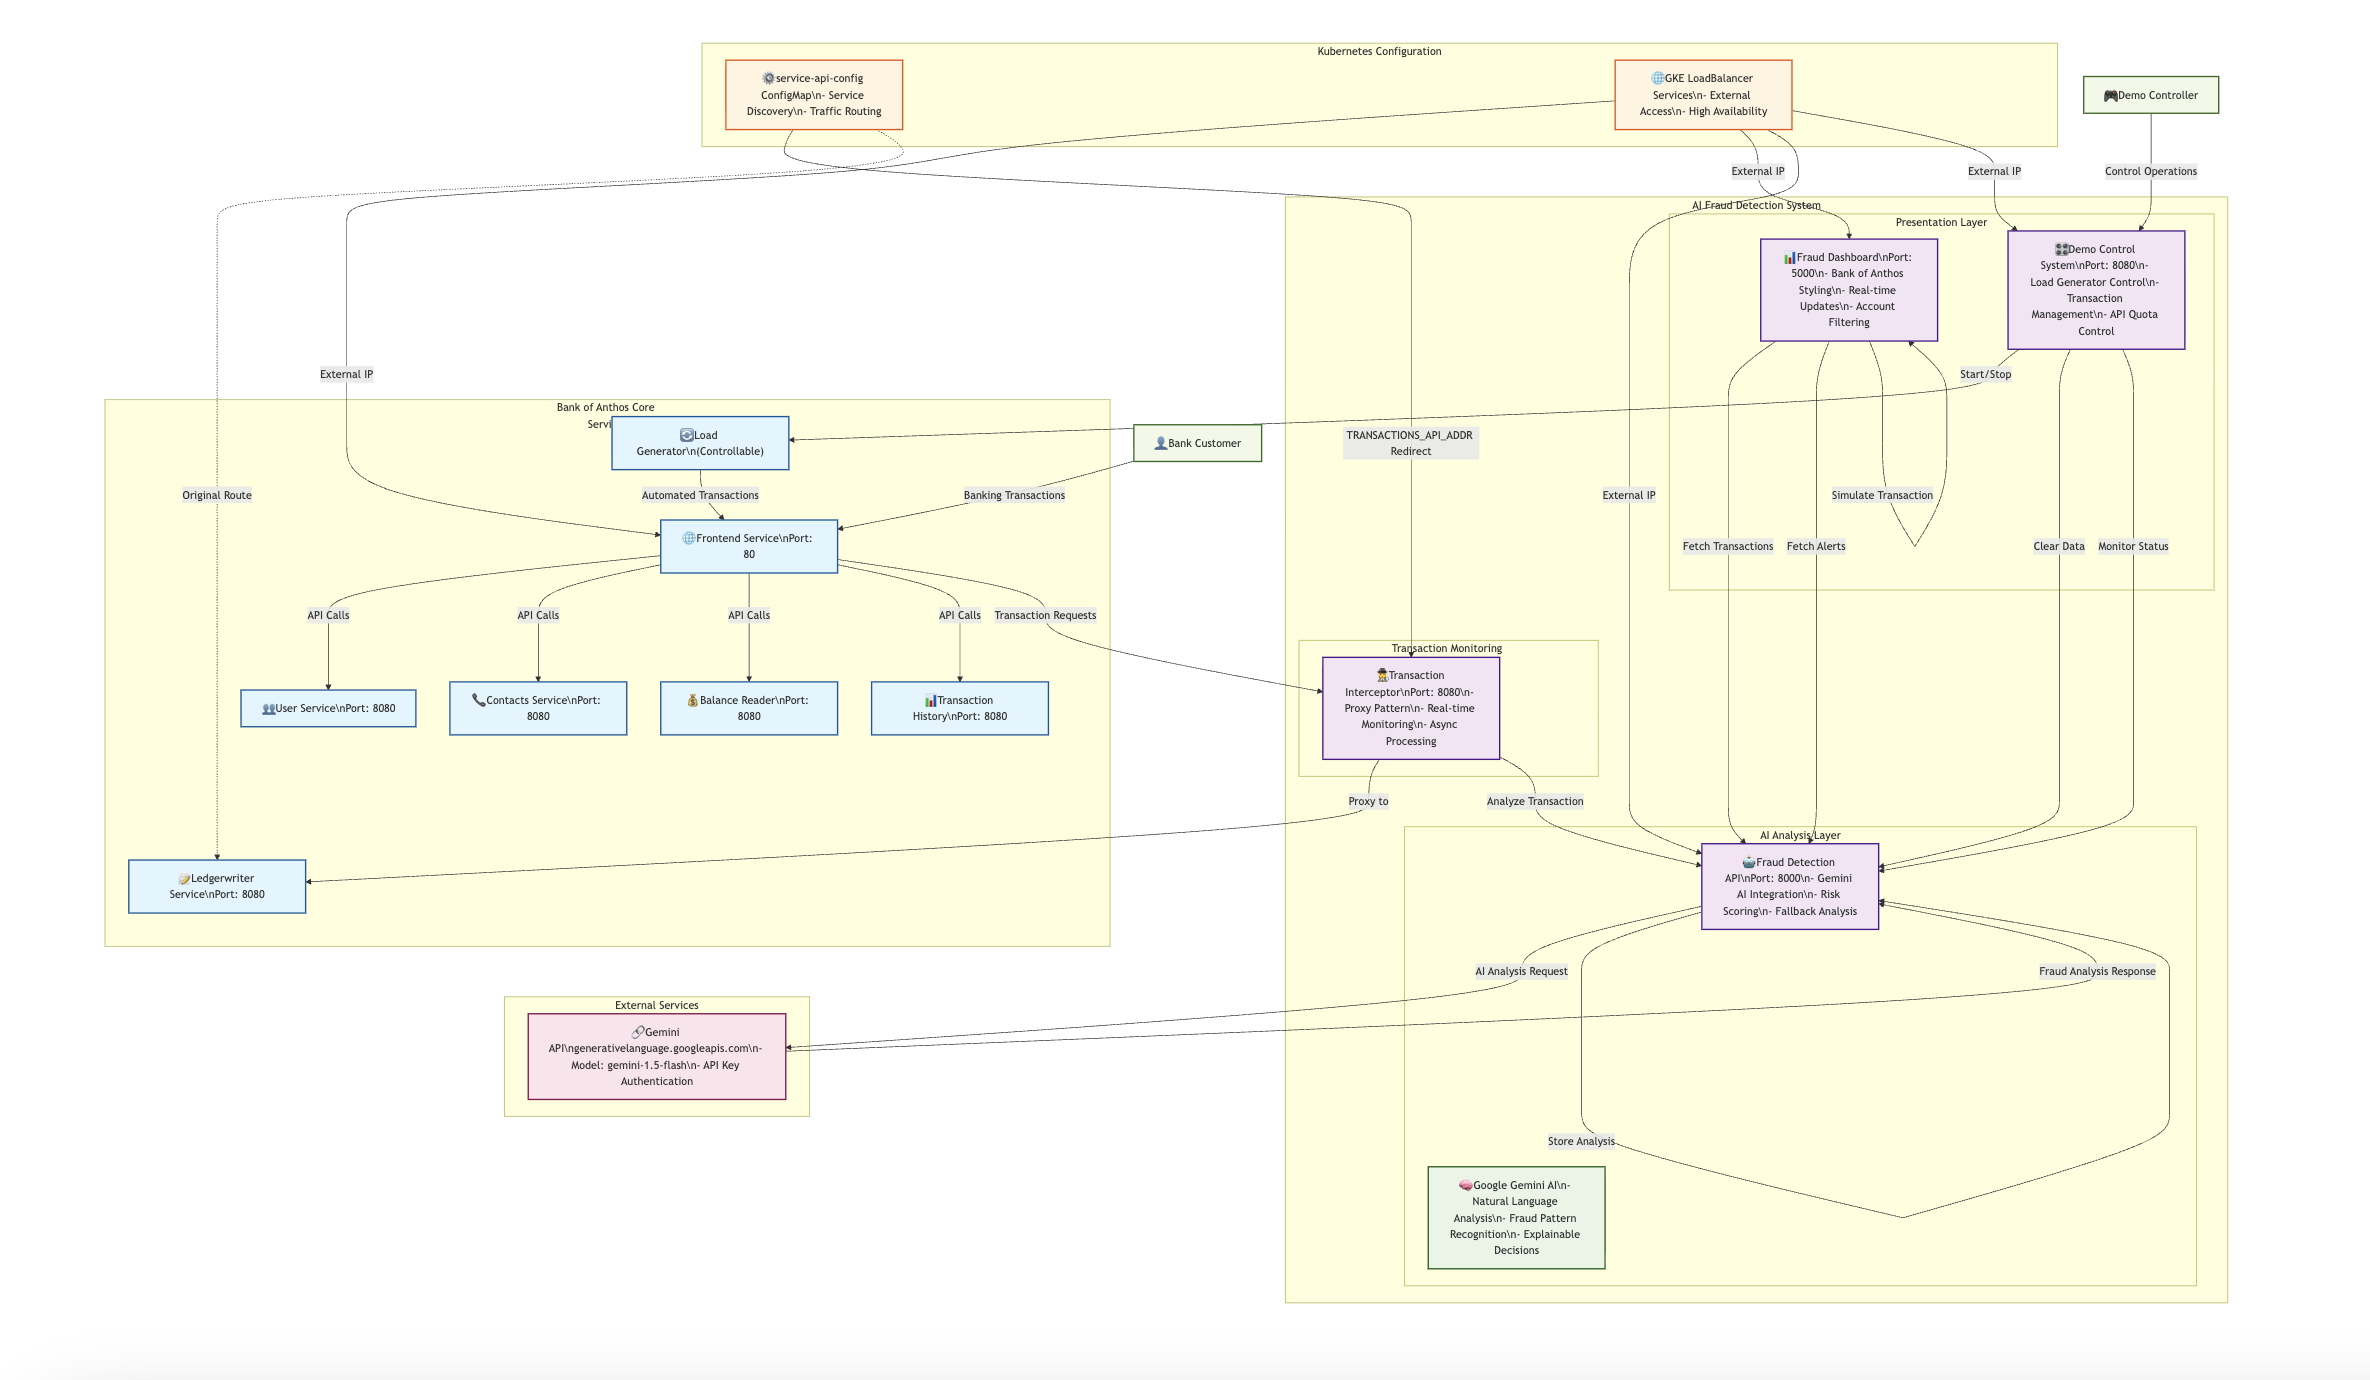 Kubernetes Configuration
service-api-config
ConfigMap\n- Service
Discovery\n- Traffic Routing
GKE LoadBalancer
Services\n- External
Access\n- High Availability
Demo Controller
External IP
External IP
Control Operations
AI Fraud Detection System
Presentation Layer
Fraud Dashboard\nPort:
5000\n- Bank of Anthos
Styling\n- Real-time
Updates\n- Account
Filtering
Demo Control
System\nPort: 8080\n-
Load Generator Control\n-
Transaction
Management\n- API Quota
Control
External IP
Start/Stop
Bank of Anthos Core
Servi
Load
Generator\n(Controllable)
Bank Customer
TRANSACTIONS_API_ADDR
Redirect
Original Route
Automated Transactions
Banking Transactions
External IP
Simulate Transaction
Frontend Service\nPort:
80
Fetch Transactions
Fetch Alerts
Clear Data
Monitor Status
API Calls
API Calls
API Calls
API Calls
Transaction Requests
Transaction Monitoring
User Service\nPort: 8080
Contacts Service\nPort:
8080
Balance Reader\nPort:
8080
Transaction
History\nPort: 8080
Transaction
Interceptor\nPort: 8080\n-
Proxy Pattern\n- Real-time
Monitoring\n- Async
Processing
Proxy to
Analyze Transaction
AI Analysis Layer
Ledgerwriter
Service\nPort: 8080
Fraud Detection
API\nPort: 8000\n- Gemini
AI Integration\n- Risk
Scoring\n- Fallback Analysis
AI Analysis Request
Fraud Analysis Response
External Services
Gemini
API\ngenerativelanguage.googleapis.com\n-
Model: gemini-1.5-flash\n- API Key
Authentication
Store Analysis
Google Gemini AI\n-
Natural Language
Analysis\n- Fraud Pattern
Recognition\n- Explainable
Decisions